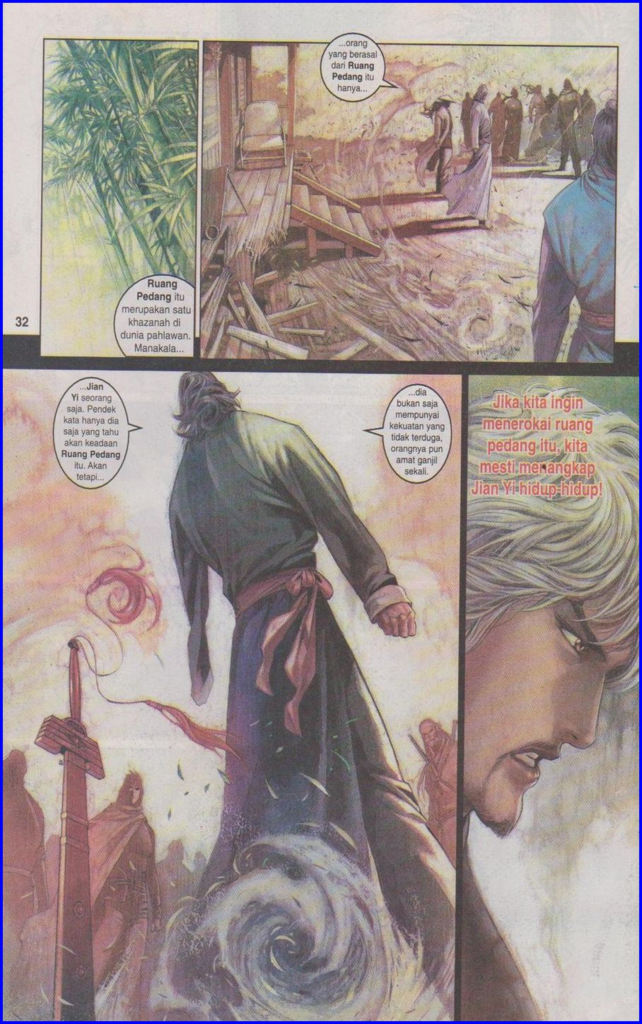 Ruang
Pedang itu
merupakan satu
khazanah di
dunia pahlawan.
Manakala...
...orang
yang berasal
dari Ruang
Pedang itu
hanya...
32
...Jian
Yi seorang
saja. Pendek
kata hanya dia
saja yang tahu
akan keadaan
Ruang Pedang
itu. Akan
tetapi...
...dia
bukan saja
mempunyai
kekuatan yang
tidak terduga,
orangnya pun
amat ganjil
sekali.
Jika kita ingin
menerokai ruang
pedang itu, kita
mesti menangkap
Jian Yi hidup-hidup!